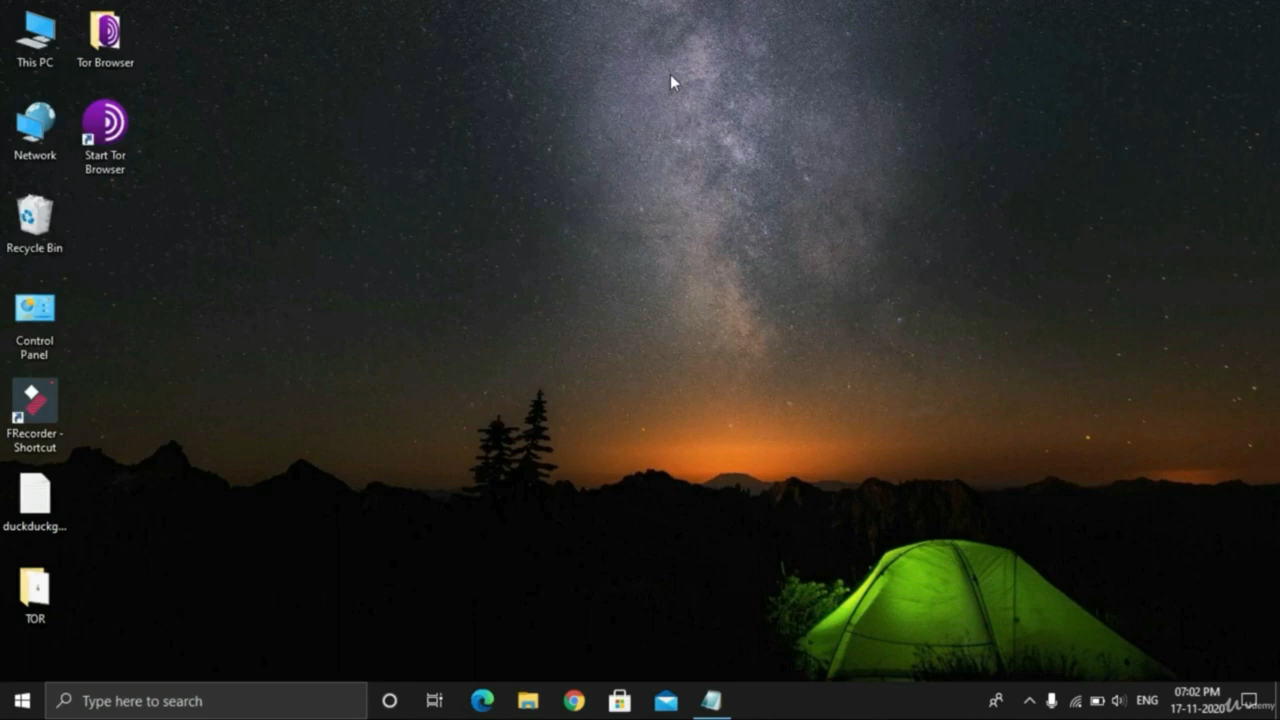 This PC
Tor Browser
Network
Start Tor
Browser
Recycle Bin
Control
Panel
FRecorder -
Shortcut
duckduckg...
TOR
Type here to search
ENG
07:02 PM
17-11-2020
udemy